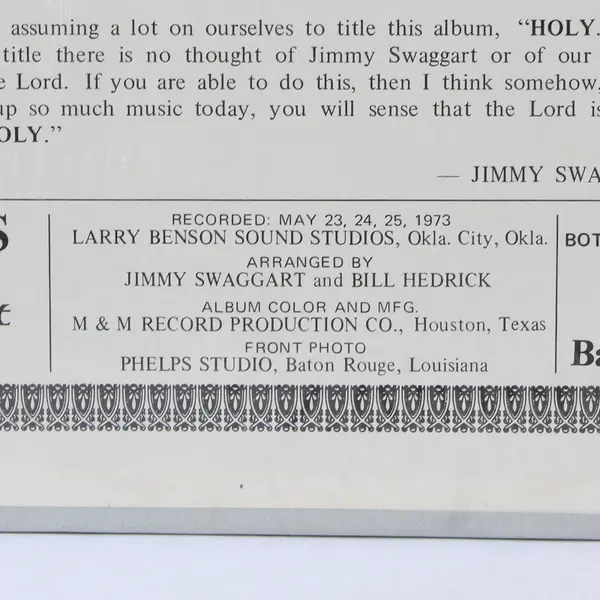 assuming a lot on ourselves to title this album, “HOLY.
title there is no thought of Jimmy Swaggart or of our
Lord. If you are able to do this, then I think somehow,
up so much music today, you will sense that the Lord is
OLY.”
— JIMMY SWA
RECORDED: MAY 23, 24, 25, 1973
LARRY BENSON SOUND STUDIOS, Okla. City, Okla.
ARRANGED BY
JIMMY SWAGGART and BILL HEDRICK
ALBUM COLOR AND MFG.
M & M RECORD PRODUCTION CO., Houston, Texas
FRONT PHOTO
PHELPS STUDIO, Baton Rouge, Louisiana
S
t
BOT
Ba